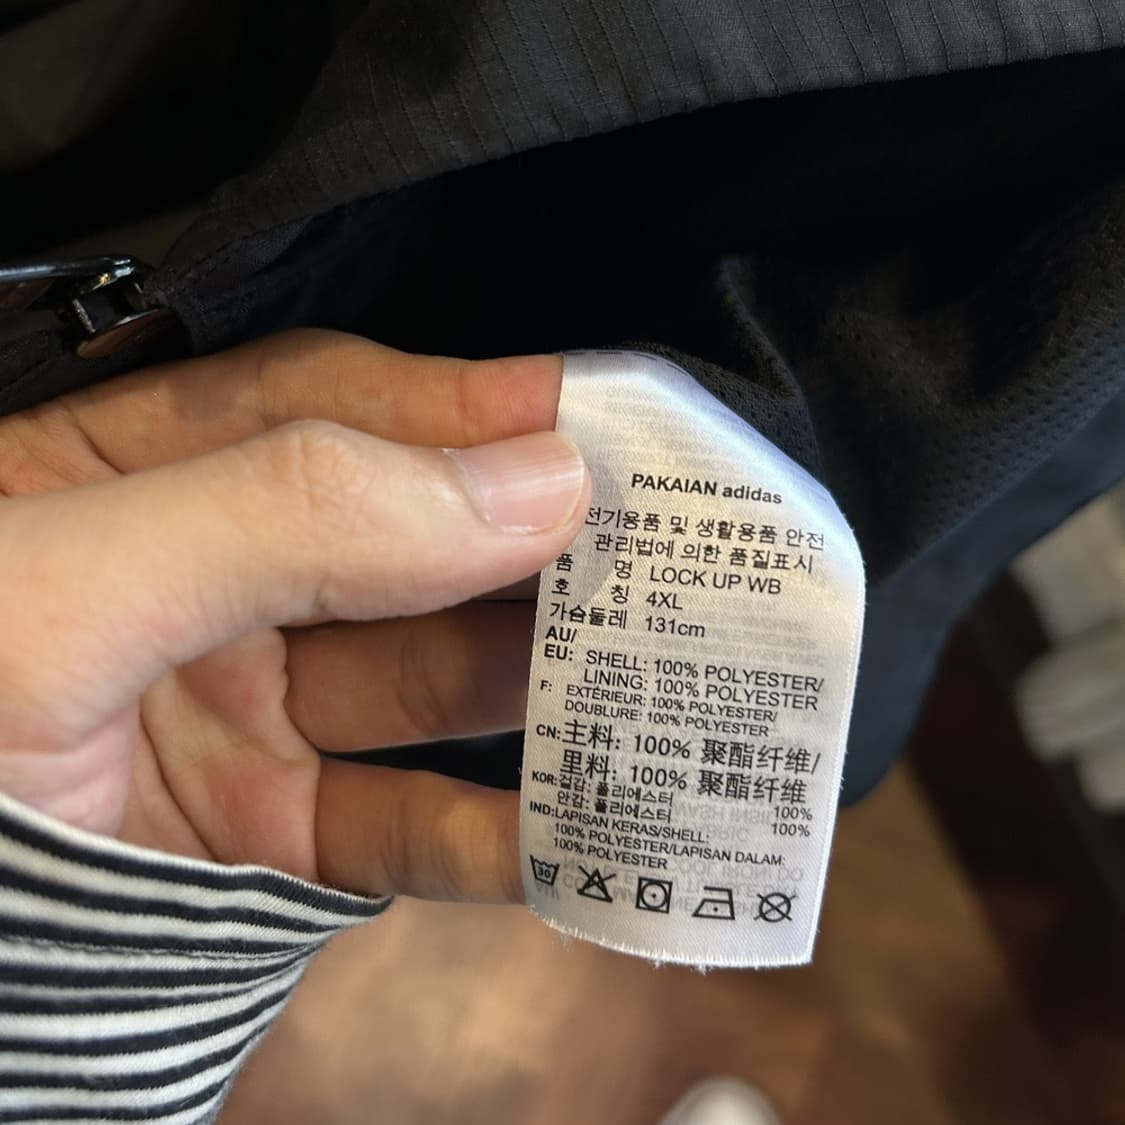 PAKAIAN adidas
전기용품 및 생활용품 안전
관리법에 의한 품질표시
품 명 LOCK UP WB
호 칭 4XL
가슴둘레 131cm
AU/
EU: SHELL: 100% POLYESTER/
LINING: 100% POLYESTER
F: EXTÉRIEUR: 100% POLYESTER/
DOUBLURE: 100% POLYESTER
CN:主料: 100% 聚酯纤维/
里料: 100% 聚酯纤维
KOR:겉감: 폴리에스터 100%
안감: 폴리에스터 100%
IND:LAPISAN KERAS/SHELL:
100% POLYESTER/LAPISAN DALAM:
100% POLYESTER
30